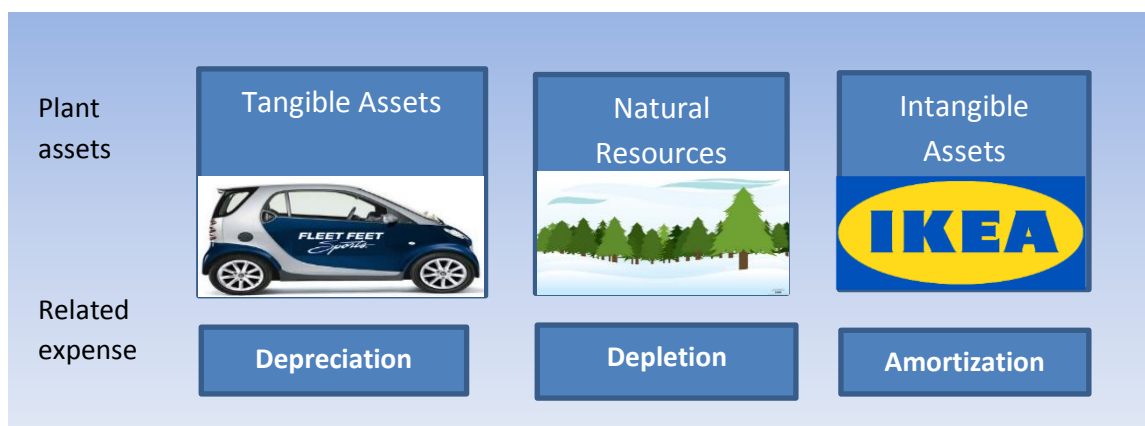 Plant
assets
Tangible Assets
Natural
Resources
Intangible
Assets
FLEET FEET
Sports
IKEA
Related
expense
Depreciation
Depletion
Amortization